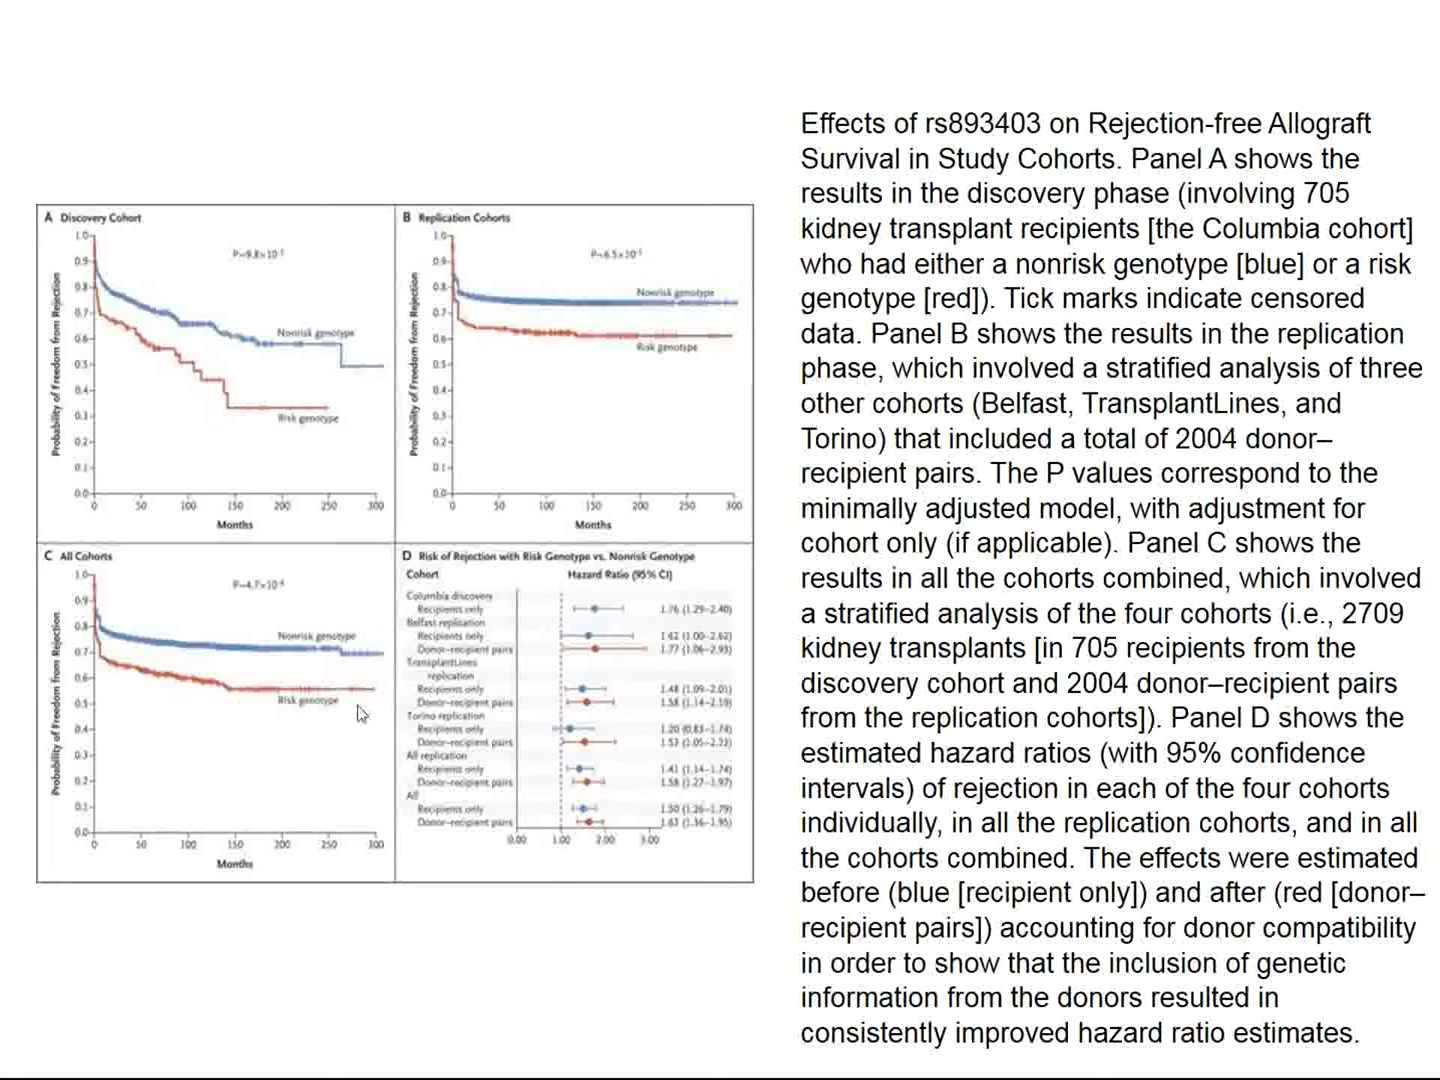 A Discovery Cohort
1.0
0.9
0.8
0.7
0.6
0.5
0.4
0.3
0.2
0.1
0.0
Probability of Freedom from Rejection
Nonrisk genotype
Risk genotype
0 50 100 150 200 250 300
Months
B Replication Cohorts
1.0
0.9
0.8
0.7
0.6
0.5
0.4
0.3
0.2
0.1
0.0
Probability of Freedom from Rejection
Nonrisk genotype
Risk genotype
0 50 100 150 200 250 300
Months
C All Cohorts
1.0
0.9
0.8
0.7
0.6
0.5
0.4
0.3
0.2
0.1
0.0
Probability of Freedom from Rejection
Nonrisk genotype
Risk genotype
0 50 100 150 200 250 300
Months
D Risk of Rejection with Risk Genotype vs. Nonrisk Genotype
Cohort Hazard Ratio (95% CI)
Columbia discovery
Recipients only 1.76 (1.29–2.40)
Belfast replication
Recipients only 1.62 (1.00–2.62)
Donor–recipient pairs 1.77 (1.06–2.93)
TransplantLines
replication
Recipients only 1.48 (1.09–2.01)
Donor–recipient pairs 1.58
Torino replication
Recipients only 1.20 (0.83–1.74)
Donor–recipient pairs 1.53
All replication
Recipients only 1.41 (1.14–1.74)
Donor–recipient pairs 1.58 (1.27–1.97)
All
Recipients only 1.50 (1.26–1.79)
Donor–recipient pairs 1.63 (1.36–1.95)
0.00 1.00 2.00 3.00
Effects of rs893403 on Rejection-free Allograft
Survival in Study Cohorts. Panel A shows the
results in the discovery phase (involving 705
kidney transplant recipients [the Columbia cohort]
who had either a nonrisk genotype [blue] or a risk
genotype [red]). Tick marks indicate censored
data. Panel B shows the results in the replication
phase, which involved a stratified analysis of three
other cohorts (Belfast, TransplantLines, and
Torino) that included a total of 2004 donor–
recipient pairs. The P values correspond to the
minimally adjusted model, with adjustment for
cohort only (if applicable). Panel C shows the
results in all the cohorts combined, which involved
a stratified analysis of the four cohorts (i.e., 2709
kidney transplants [in 705 recipients from the
discovery cohort and 2004 donor–recipient pairs
from the replication cohorts]). Panel D shows the
estimated hazard ratios (with 95% confidence
intervals) of rejection in each of the four cohorts
individually, in all the replication cohorts, and in all
the cohorts combined. The effects were estimated
before (blue [recipient only]) and after (red [donor–
recipient pairs]) accounting for donor compatibility
in order to show that the inclusion of genetic
information from the donors resulted in
consistently improved hazard ratio estimates.